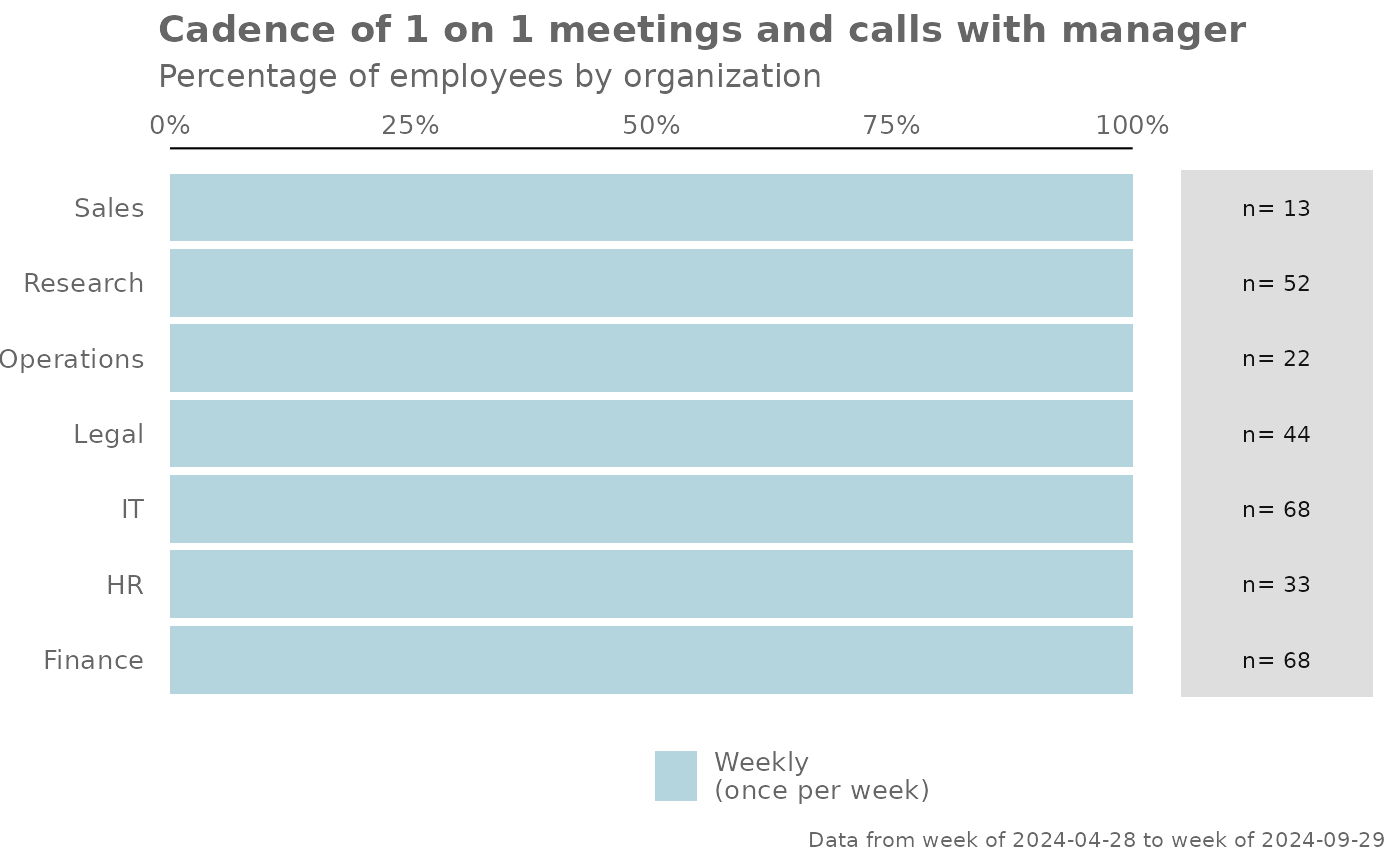 Cadence of 1 on 1 meetings and calls with manager
Percentage of employees by organization
0% 25% 50% 75% 100%
Sales n= 13
Research n= 52
Operations n= 22
Legal n= 44
IT n= 68
HR n= 33
Finance n= 68
Weekly
(once per week)
Data from week of 2024-04-28 to week of 2024-09-29